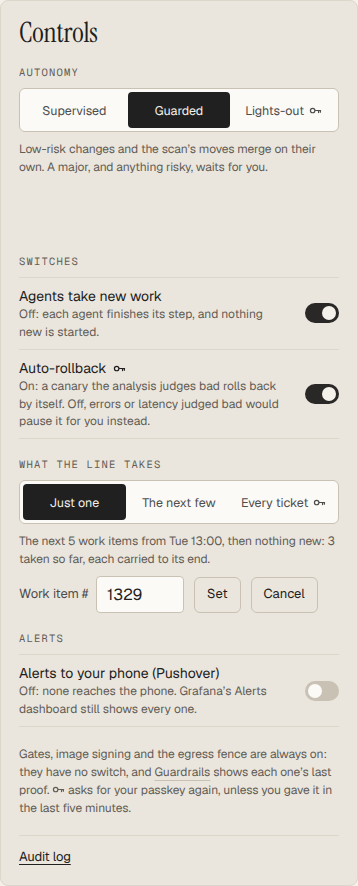 Controls
AUTONOMY
Supervised Guarded Lights-out
Low-risk changes and the scan's moves merge on their
own. A major, and anything risky, waits for you.
SWITCHES
Agents take new work
Off: each agent finishes its step, and nothing
new is started.
Auto-rollback
On: a canary the analysis judges bad rolls back
by itself. Off, errors or latency judged bad would
pause it for you instead.
WHAT THE LINE TAKES
Just one The next few Every ticket
The next 5 work items from Tue 13:00, then nothing new: 3
taken so far, each carried to its end.
Work item # 1329 Set Cancel
ALERTS
Alerts to your phone (Pushover)
Off: none reaches the phone. Grafana's Alerts
dashboard still shows every one.
Gates, image signing and the egress fence are always on:
they have no switch, and Guardrails shows each one's last
proof. asks for your passkey again, unless you gave it in
the last five minutes.
Audit log